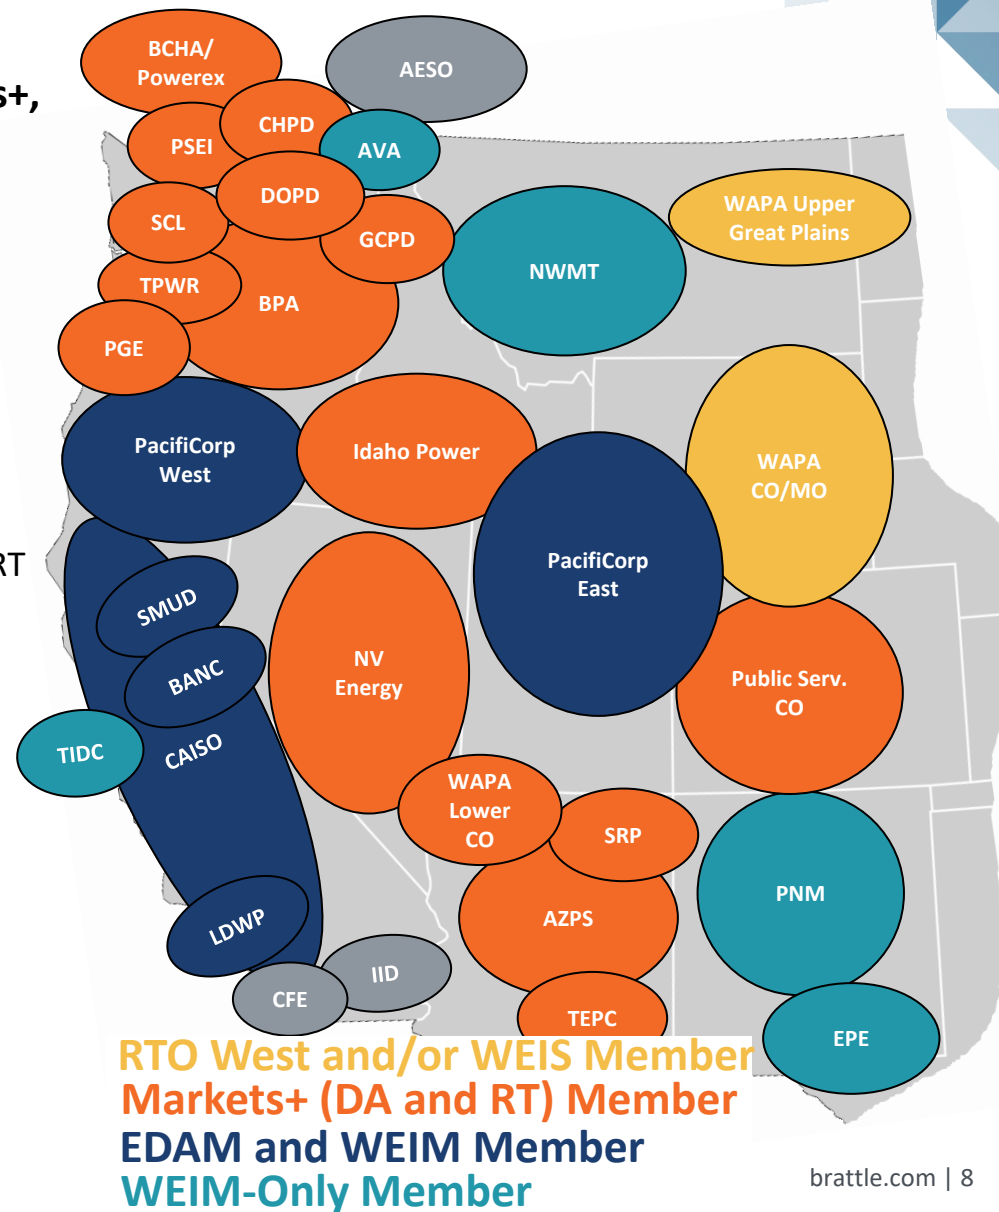 s+,
RT
BCHA/
Powerex
AESO
CHPD
PSEI
AVA
DOPD
SCL
GCPD
WAPA Upper
Great Plains
NWMT
TPWR
BPA
PGE
PacifiCorp
West
Idaho Power
WAPA
CO/MO
PacifiCorp
East
SMUD
BANC
NV
Energy
Public Serv.
CO
TIDC
CAISO
WAPA
Lower
CO
SRP
PNM
AZPS
LDWP
IID
CFE
TEPC
EPE
RTO West and/or WEIS Member
Markets+ (DA and RT) Member
EDAM and WEIM Member
WEIM-Only Member
brattle.com | 8